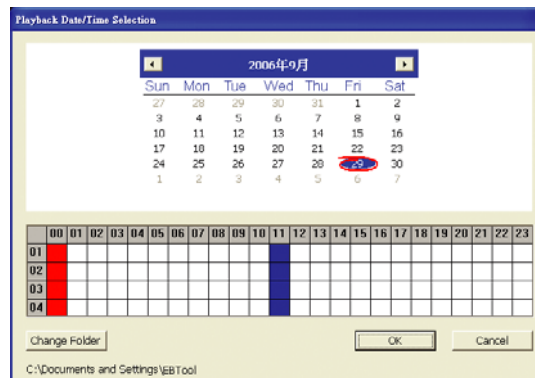 Playback Date/Time Selection
2006年9月
Sun Mon Tue Wed Thu Fri Sat
27 28 29 30 31 1 2
3 4 5 6 7 8 9
10 11 12 13 14 15 16
17 18 19 20 21 22 23
24 25 26 27 28 29 30
1 2 3 4 5 6 7
00 01 02 03 04 05 06 07 08 09 10 11 12 13 14 15 16 17 18 19 20 21 22 23
01
02
03
04
Change Folder OK Cancel
C:\Documents and Settings\EBTool